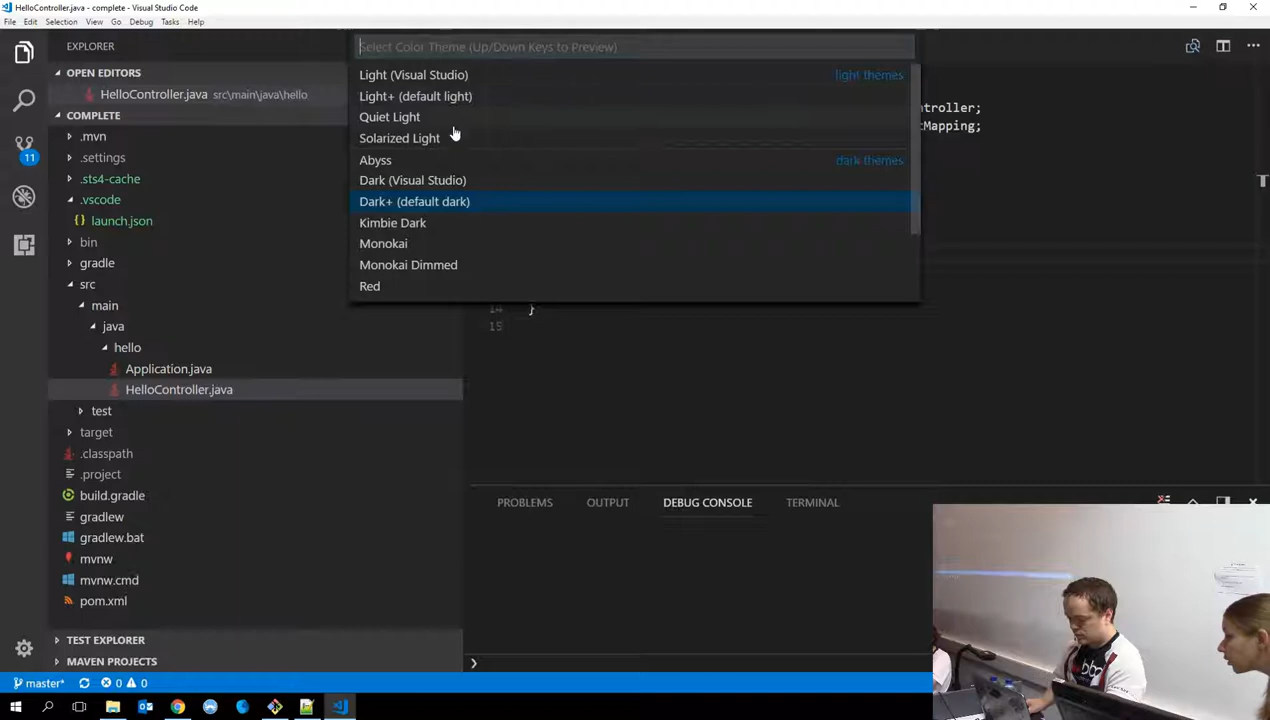 HelloController.java - complete - Visual Studio Code
File Edit Selection View Go Debug Tasks Help
EXPLORER
OPEN EDITORS
HelloController.java src\main\java\hello
COMPLETE
.mvn
.settings
.sts4-cache
.vscode
launch.json
bin
gradle
src
main
java
hello
Application.java
HelloController.java
test
target
.classpath
.project
build.gradle
gradlew
gradlew.bat
mvnw
mvnw.cmd
pom.xml
TEST EXPLORER
MAVEN PROJECTS
11
Select Color Theme (Up/Down Keys to Preview)
Light (Visual Studio) light themes
Light+ (default light)
Quiet Light
Solarized Light
Abyss dark themes
Dark (Visual Studio)
Dark+ (default dark)
Kimbie Dark
Monokai
Monokai Dimmed
Red
ntroller;
tMapping;
14 }
15
PROBLEMS OUTPUT DEBUG CONSOLE TERMINAL
master* 0 0